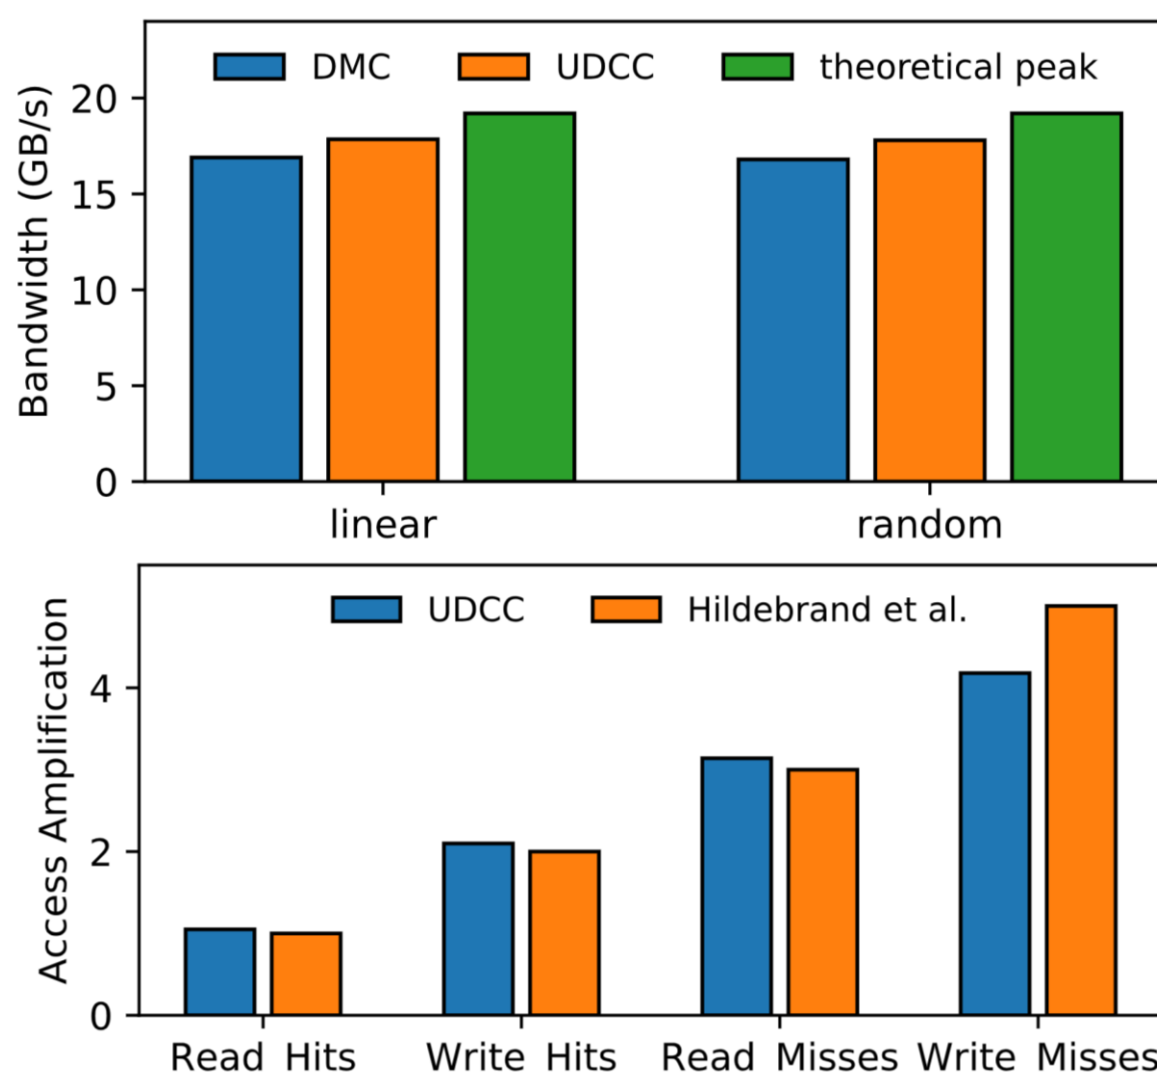 DMC UDCC theoretical peak
Bandwidth (GB/s)
20
15
10
5
0
linear random
UDCC Hildebrand et al.
Access Amplification
4
2
0
Read Hits Write Hits Read Misses Write Misses